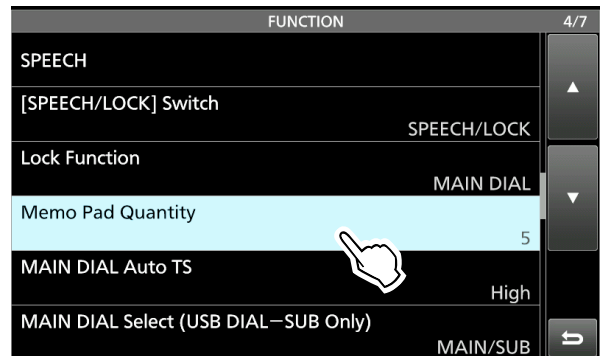 FUNCTION 4/7
SPEECH
[SPEECH/LOCK] Switch
SPEECH/LOCK
Lock Function
MAIN DIAL
Memo Pad Quantity
5
MAIN DIAL Auto TS
High
MAIN DIAL Select (USB DIAL−SUB Only)
MAIN/SUB